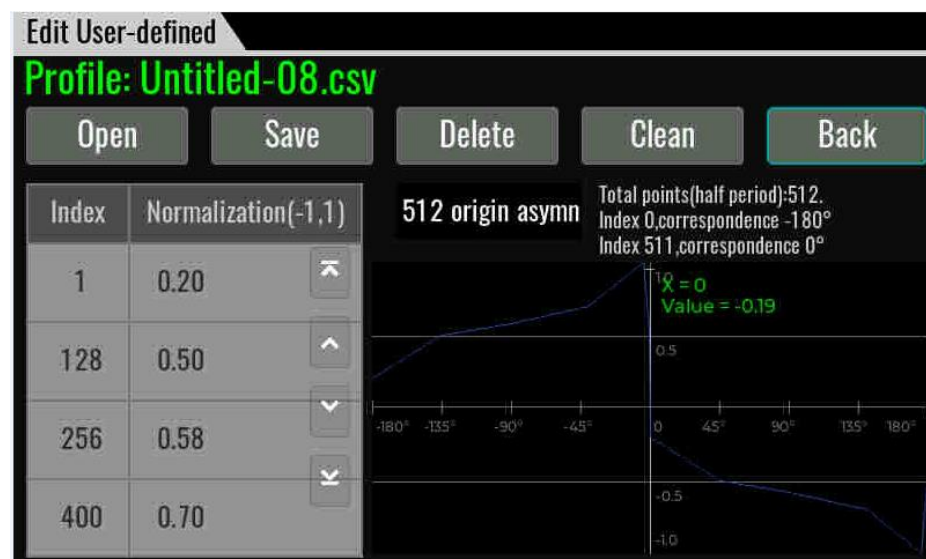 Edit User-defined
Profile: Untitled-08.csv
Open Save Delete Clean Back
Index Normalization(-1,1)
1 0.20
128 0.50
256 0.58
400 0.70
512 origin asymn
Total points(half period):512.
Index 0,correspondence -180°
Index 511,correspondence 0°
1.0
X = 0
Value = -0.19
0.5
-180° -135° -90° -45° 0 45° 90° 135° 180°
-0.5
-1.0